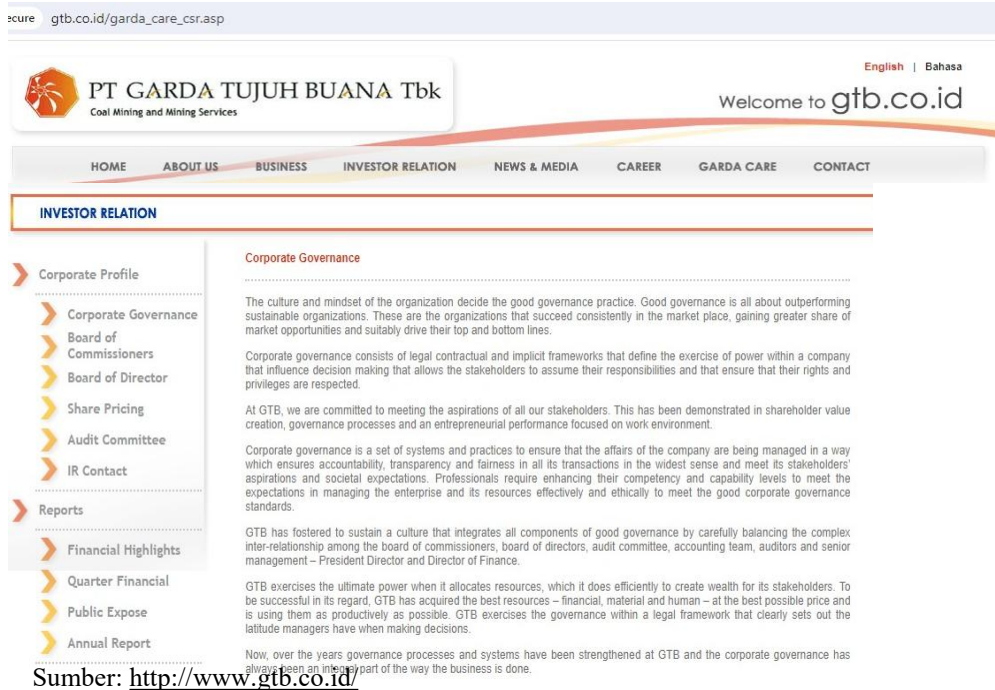 ecure gtb.co.id/garda_care_csr.asp
English | Bahasa
PT GARDA TUJUH BUANA Tbk
Coal Mining and Mining Services
Welcome to gtb.co.id
HOME ABOUT US BUSINESS INVESTOR RELATION NEWS & MEDIA CAREER GARDA CARE CONTACT
INVESTOR RELATION
Corporate Profile
Corporate Governance
Board of
Commissioners
Board of Director
Share Pricing
Audit Committee
IR Contact
Reports
Financial Highlights
Quarter Financial
Public Expose
Annual Report
Corporate Governance
The culture and mindset of the organization decide the good governance practice. Good governance is all about outperforming
sustainable organizations. These are the organizations that succeed consistently in the market place, gaining greater share of
market opportunities and suitably drive their top and bottom lines.
Corporate governance consists of legal contractual and implicit frameworks that define the exercise of power within a company
that influence decision making that allows the stakeholders to assume their responsibilities and that ensure that their rights and
privileges are respected.
At GTB, we are committed to meeting the aspirations of all our stakeholders. This has been demonstrated in shareholder value
creation, governance processes and an entrepreneurial performance focused on work environment.
Corporate governance is a set of systems and practices to ensure that the affairs of the company are being managed in a way
which ensures accountability, transparency and fairness in all its transactions in the widest sense and meet its stakeholders'
aspirations and societal expectations. Professionals require enhancing their competency and capability levels to meet the
expectations in managing the enterprise and its resources effectively and ethically to meet the good corporate governance
standards.
GTB has fostered to sustain a culture that integrates all components of good governance by carefully balancing the complex
inter-relationship among the board of commissioners, board of directors, audit committee, accounting team, auditors and senior
management – President Director and Director of Finance.
GTB exercises the ultimate power when it allocates resources, which it does efficiently to create wealth for its stakeholders. To
be successful in its regard, GTB has acquired the best resources – financial, material and human – at the best possible price and
is using them as productively as possible. GTB exercises the governance within a legal framework that clearly sets out the
latitude managers have when making decisions.
Now, over the years governance processes and systems have been strengthened at GTB and the corporate governance has
always been an integral part of the way the business is done.
Sumber: http://www.gtb.co.id/